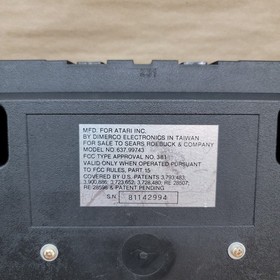 MFD. FOR ATARI INC.
BY DIMERCO ELECTRONICS IN TAIWAN
FOR SALE TO SEARS ROEBUCK & COMPANY
MODEL NO. 637.99743
FCC TYPE APPROVAL NO. 381
VALID ONLY WHEN OPERATED PURSUANT
TO FCC RULES, PART 15
COVERED BY U.S. PATENTS 3,793,483;
3,900,886; 3,723,652; 3,728,480; RE 28507;
RE 28598 & PATENT PENDING
S.N. 81142994